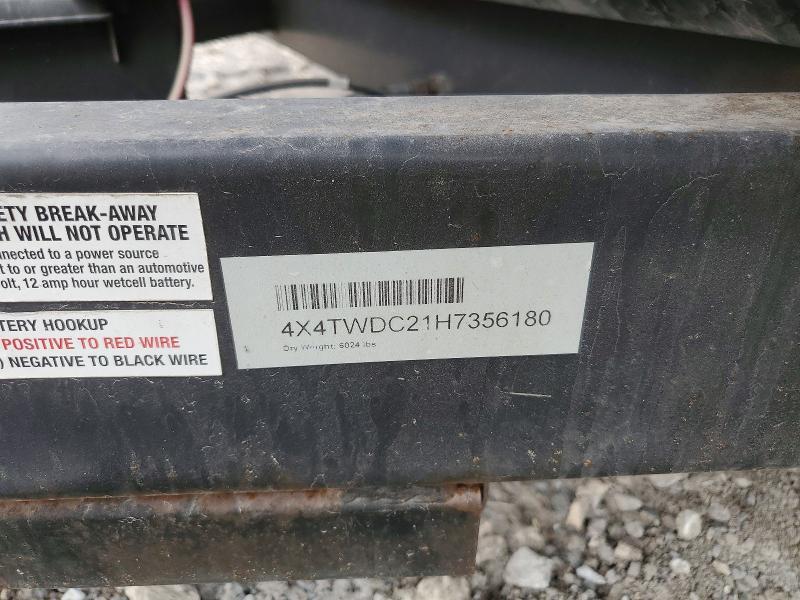 ETY BREAK-AWAY
H WILL NOT OPERATE
nnected to a power source
t to or greater than an automotive
olt, 12 amp hour wetcell battery.
TERY HOOKUP
POSITIVE TO RED WIRE
) NEGATIVE TO BLACK WIRE
4X4TWDC21H7356180
Dry Weight: 6024 lbs